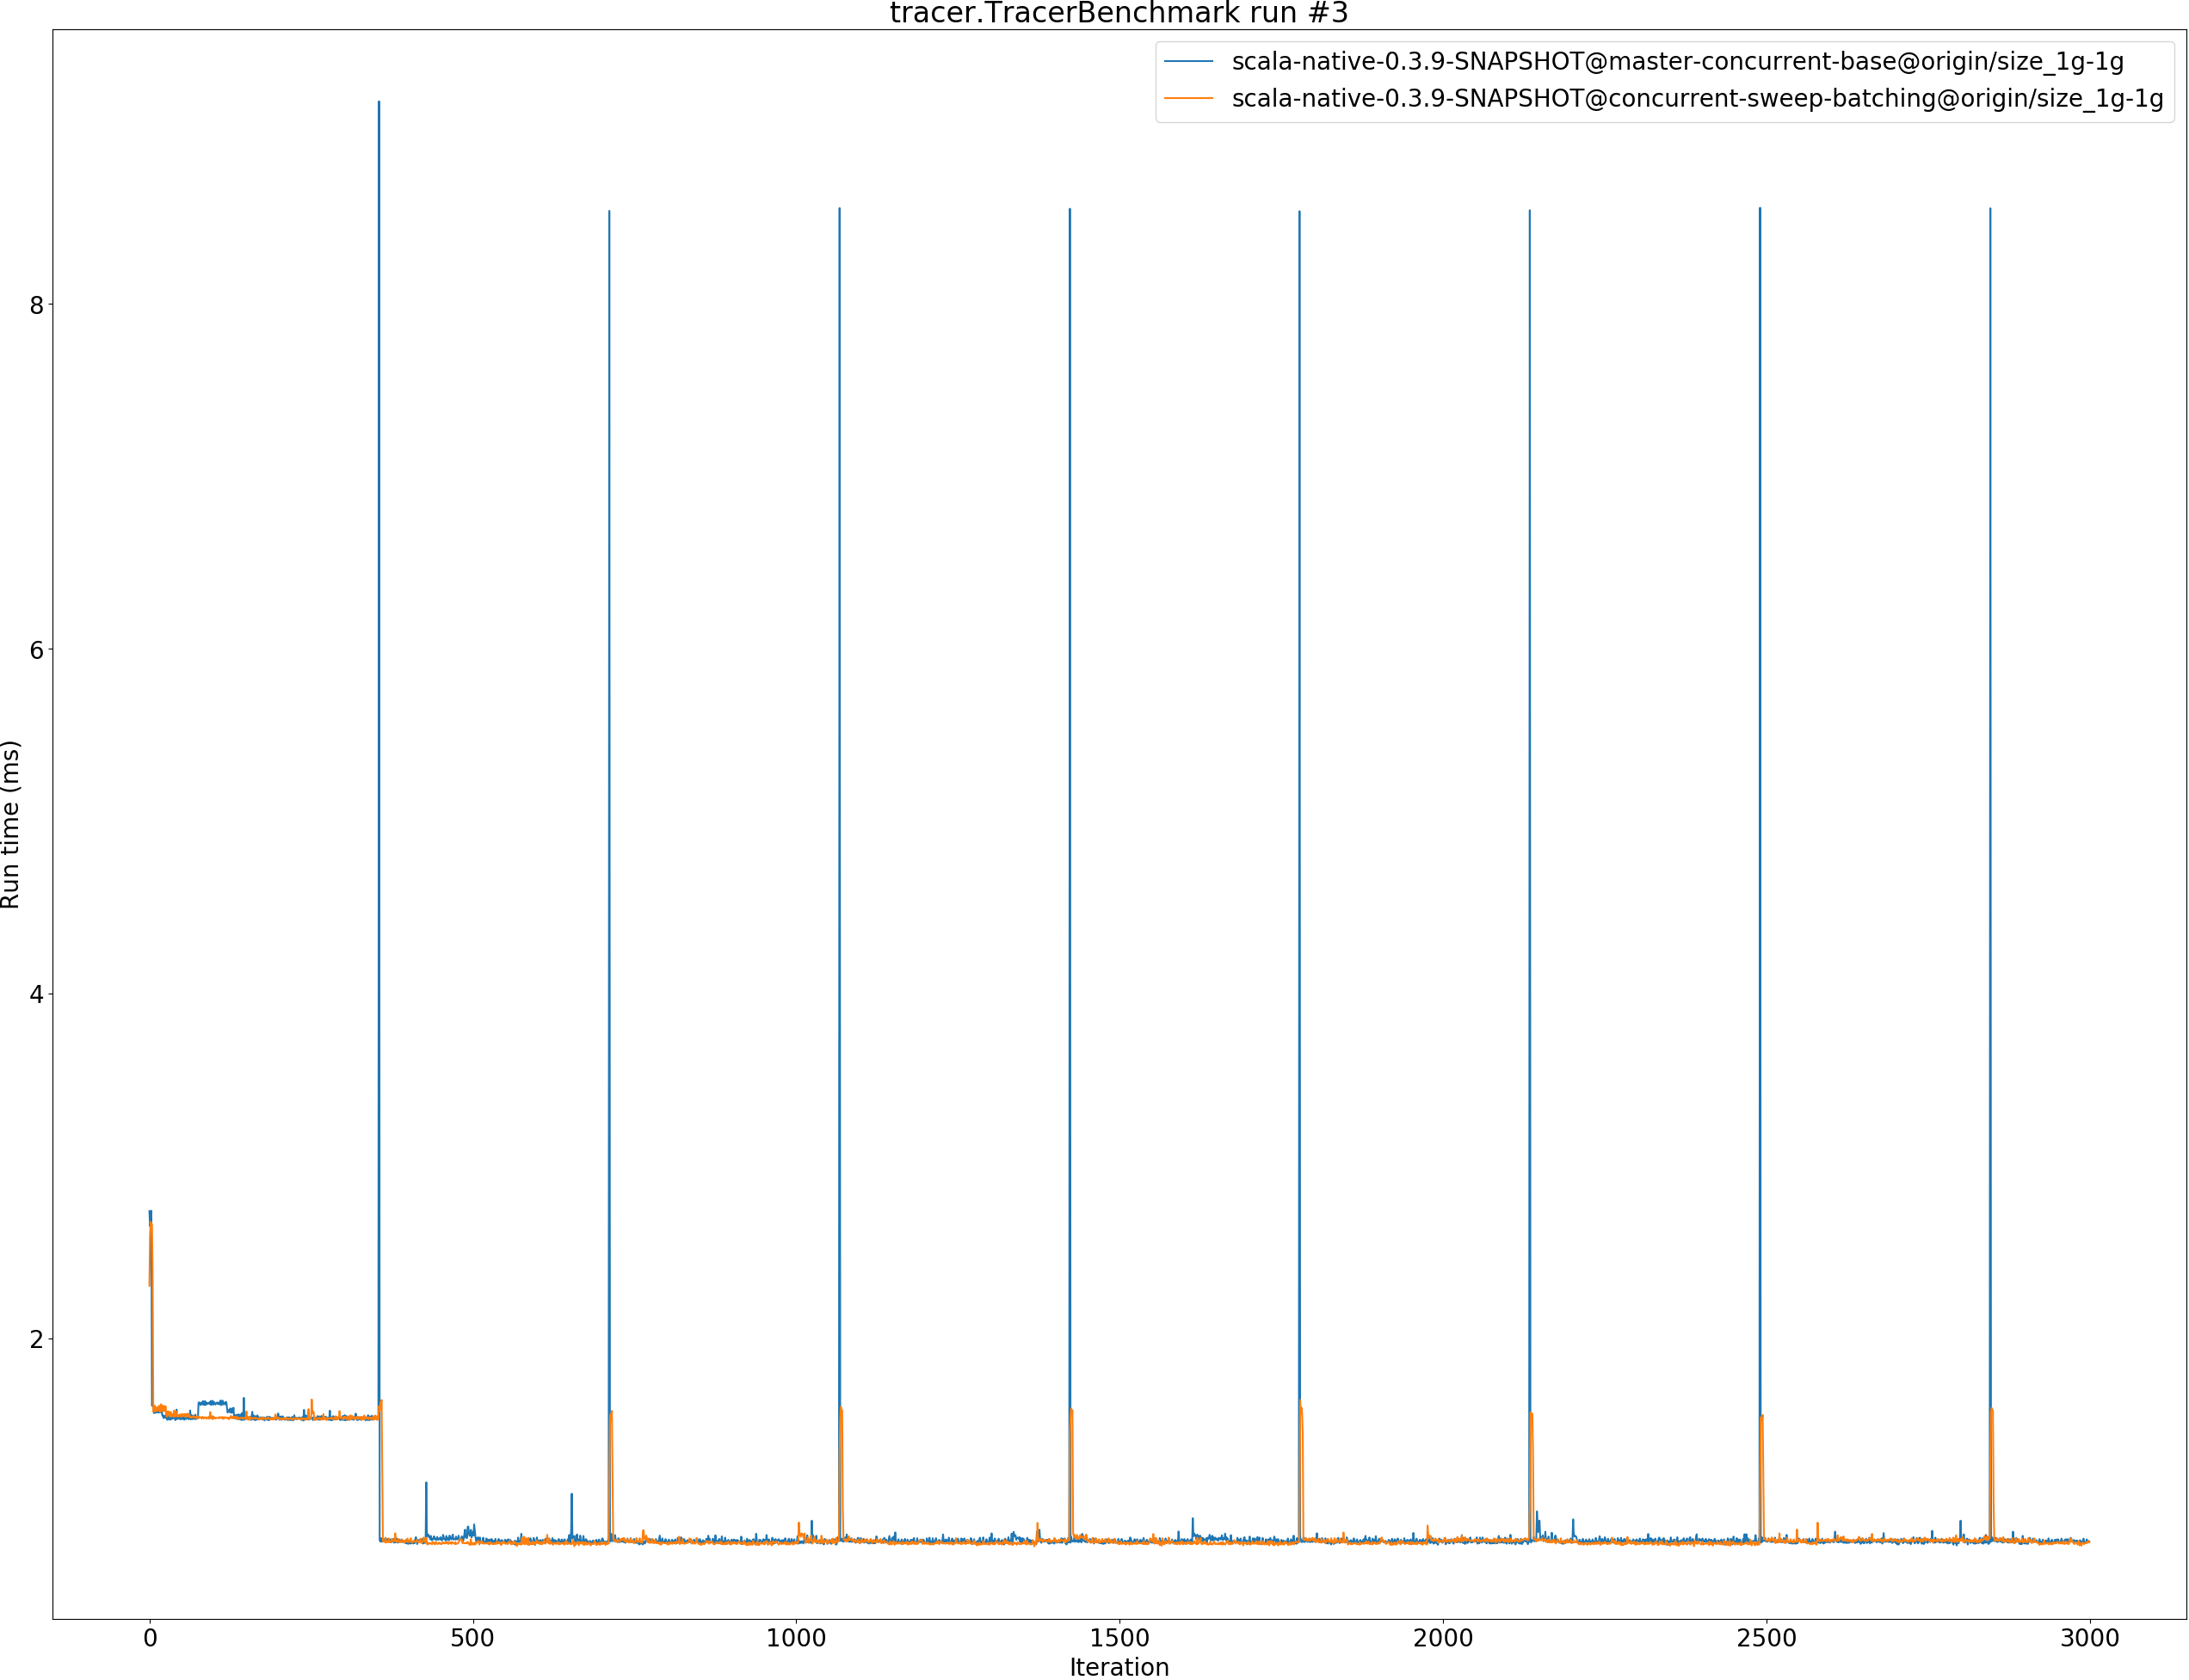 tracer.TracerBenchmark run #3
scala-native-0.3.9-SNAPSHOT@master-concurrent-base@origin/size_1g-1g
scala-native-0.3.9-SNAPSHOT@concurrent-sweep-batching@origin/size_1g-1g
Run time (ms)
8
6
4
2
0
500
1000
1500
2000
2500
3000
Iteration